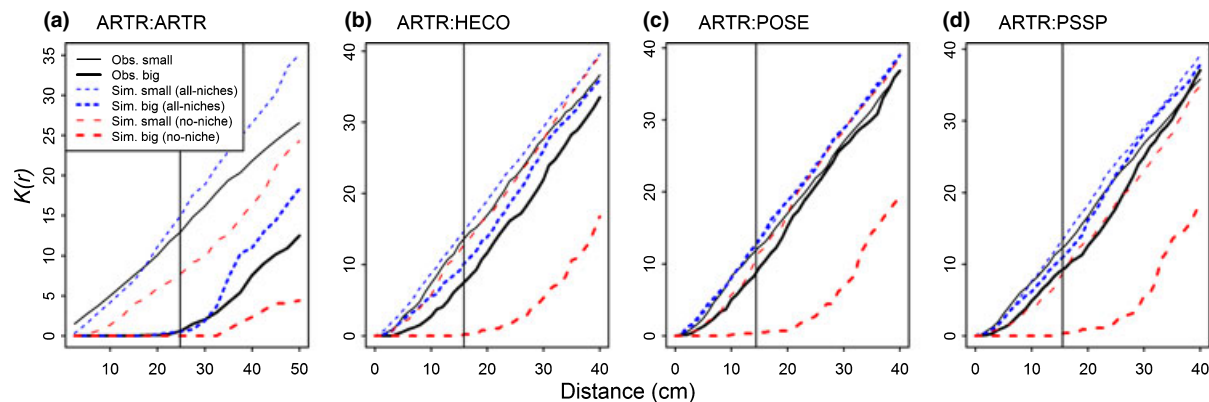 (a) ARTR:ARTR
(b) ARTR:HECO
(c) ARTR:POSE
(d) ARTR:PSSP
Obs. small
Obs. big
Sim. small (all-niches)
Sim. big (all-niches)
Sim. small (no-niche)
Sim. big (no-niche)
K(r)
35
30
25
20
15
10
5
0
10 20 30 40 50
40
30
20
10
0
0 10 20 30 40
40
30
20
10
0
0 10 20 30 40
40
30
20
10
0
0 10 20 30 40
Distance (cm)